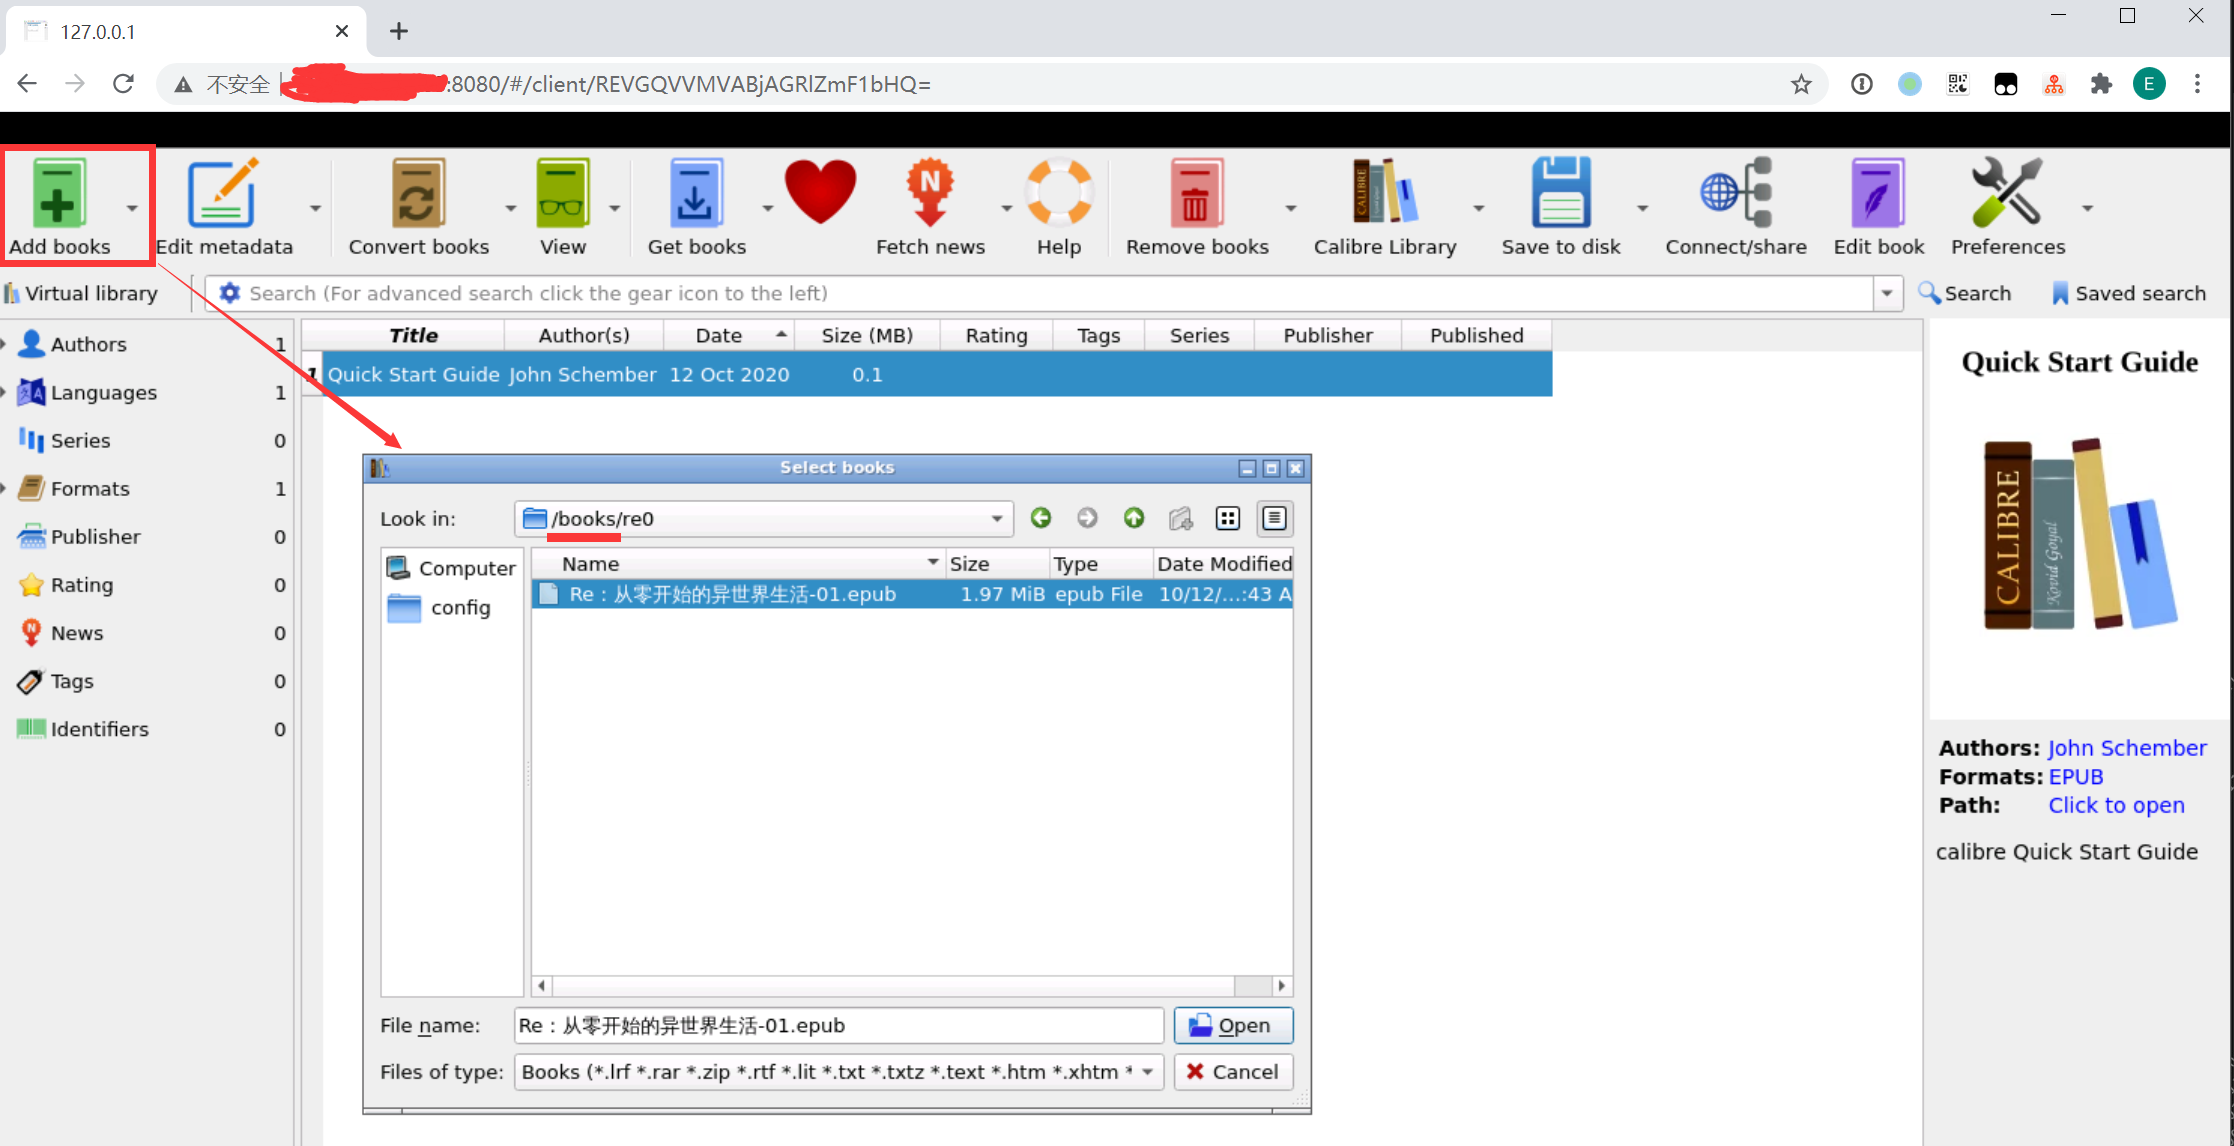 127.0.0.1
不安全 :8080/#/client/REVGQVVMVABjAGRlZmF1bHQ=
E
Add books
Edit metadata
Convert books
View
Get books
N
Fetch news
Help
Remove books
CALIBRE
Calibre Library
Save to disk
Connect/share
Edit book
Preferences
Virtual library
Search (For advanced search click the gear icon to the left)
Search
Saved search
Authors 1
Languages 1
Series 0
Formats 1
Publisher 0
Rating 0
News 0
Tags 0
Identifiers 0
Title Author(s) Date Size (MB) Rating Tags Series Publisher Published
1 Quick Start Guide John Schember 12 Oct 2020 0.1
Select books
Look in: /books/re0
Computer
config
Name Size Type Date Modified
Re：从零开始的异世界生活-01.epub 1.97 MiB epub File 10/12/...:43 A
File name: Re：从零开始的异世界生活-01.epub
Open
Files of type: Books (*.lrf *.rar *.zip *.rtf *.lit *.txt *.txtz *.text *.htm *.xhtm *
Cancel
Quick Start Guide
CALIBRE
Kovid Goyal
Authors: John Schember
Formats: EPUB
Path: Click to open
calibre Quick Start Guide